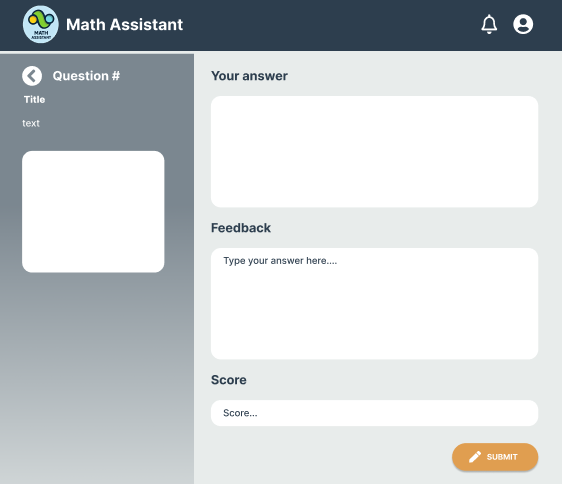 MATH
ASSISTANT
Math Assistant
Question #
Title
text
Your answer
Feedback
Type your answer here....
Score
Score...
SUBMIT